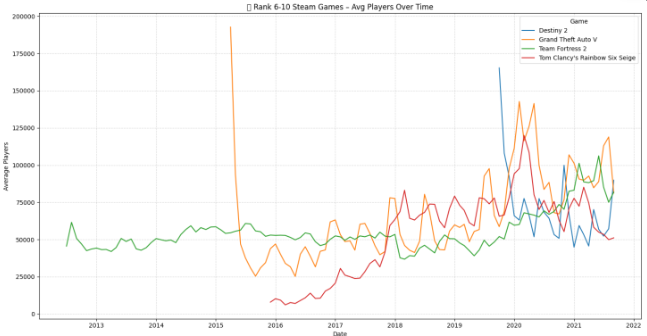 ▯ Rank 6-10 Steam Games – Avg Players Over Time
Game
Destiny 2
Grand Theft Auto V
Team Fortress 2
Tom Clancy's Rainbow Six Seige
Average Players
200000
175000
150000
125000
100000
75000
50000
25000
0
2013 2014 2015 2016 2017 2018 2019 2020 2021 2022
Date